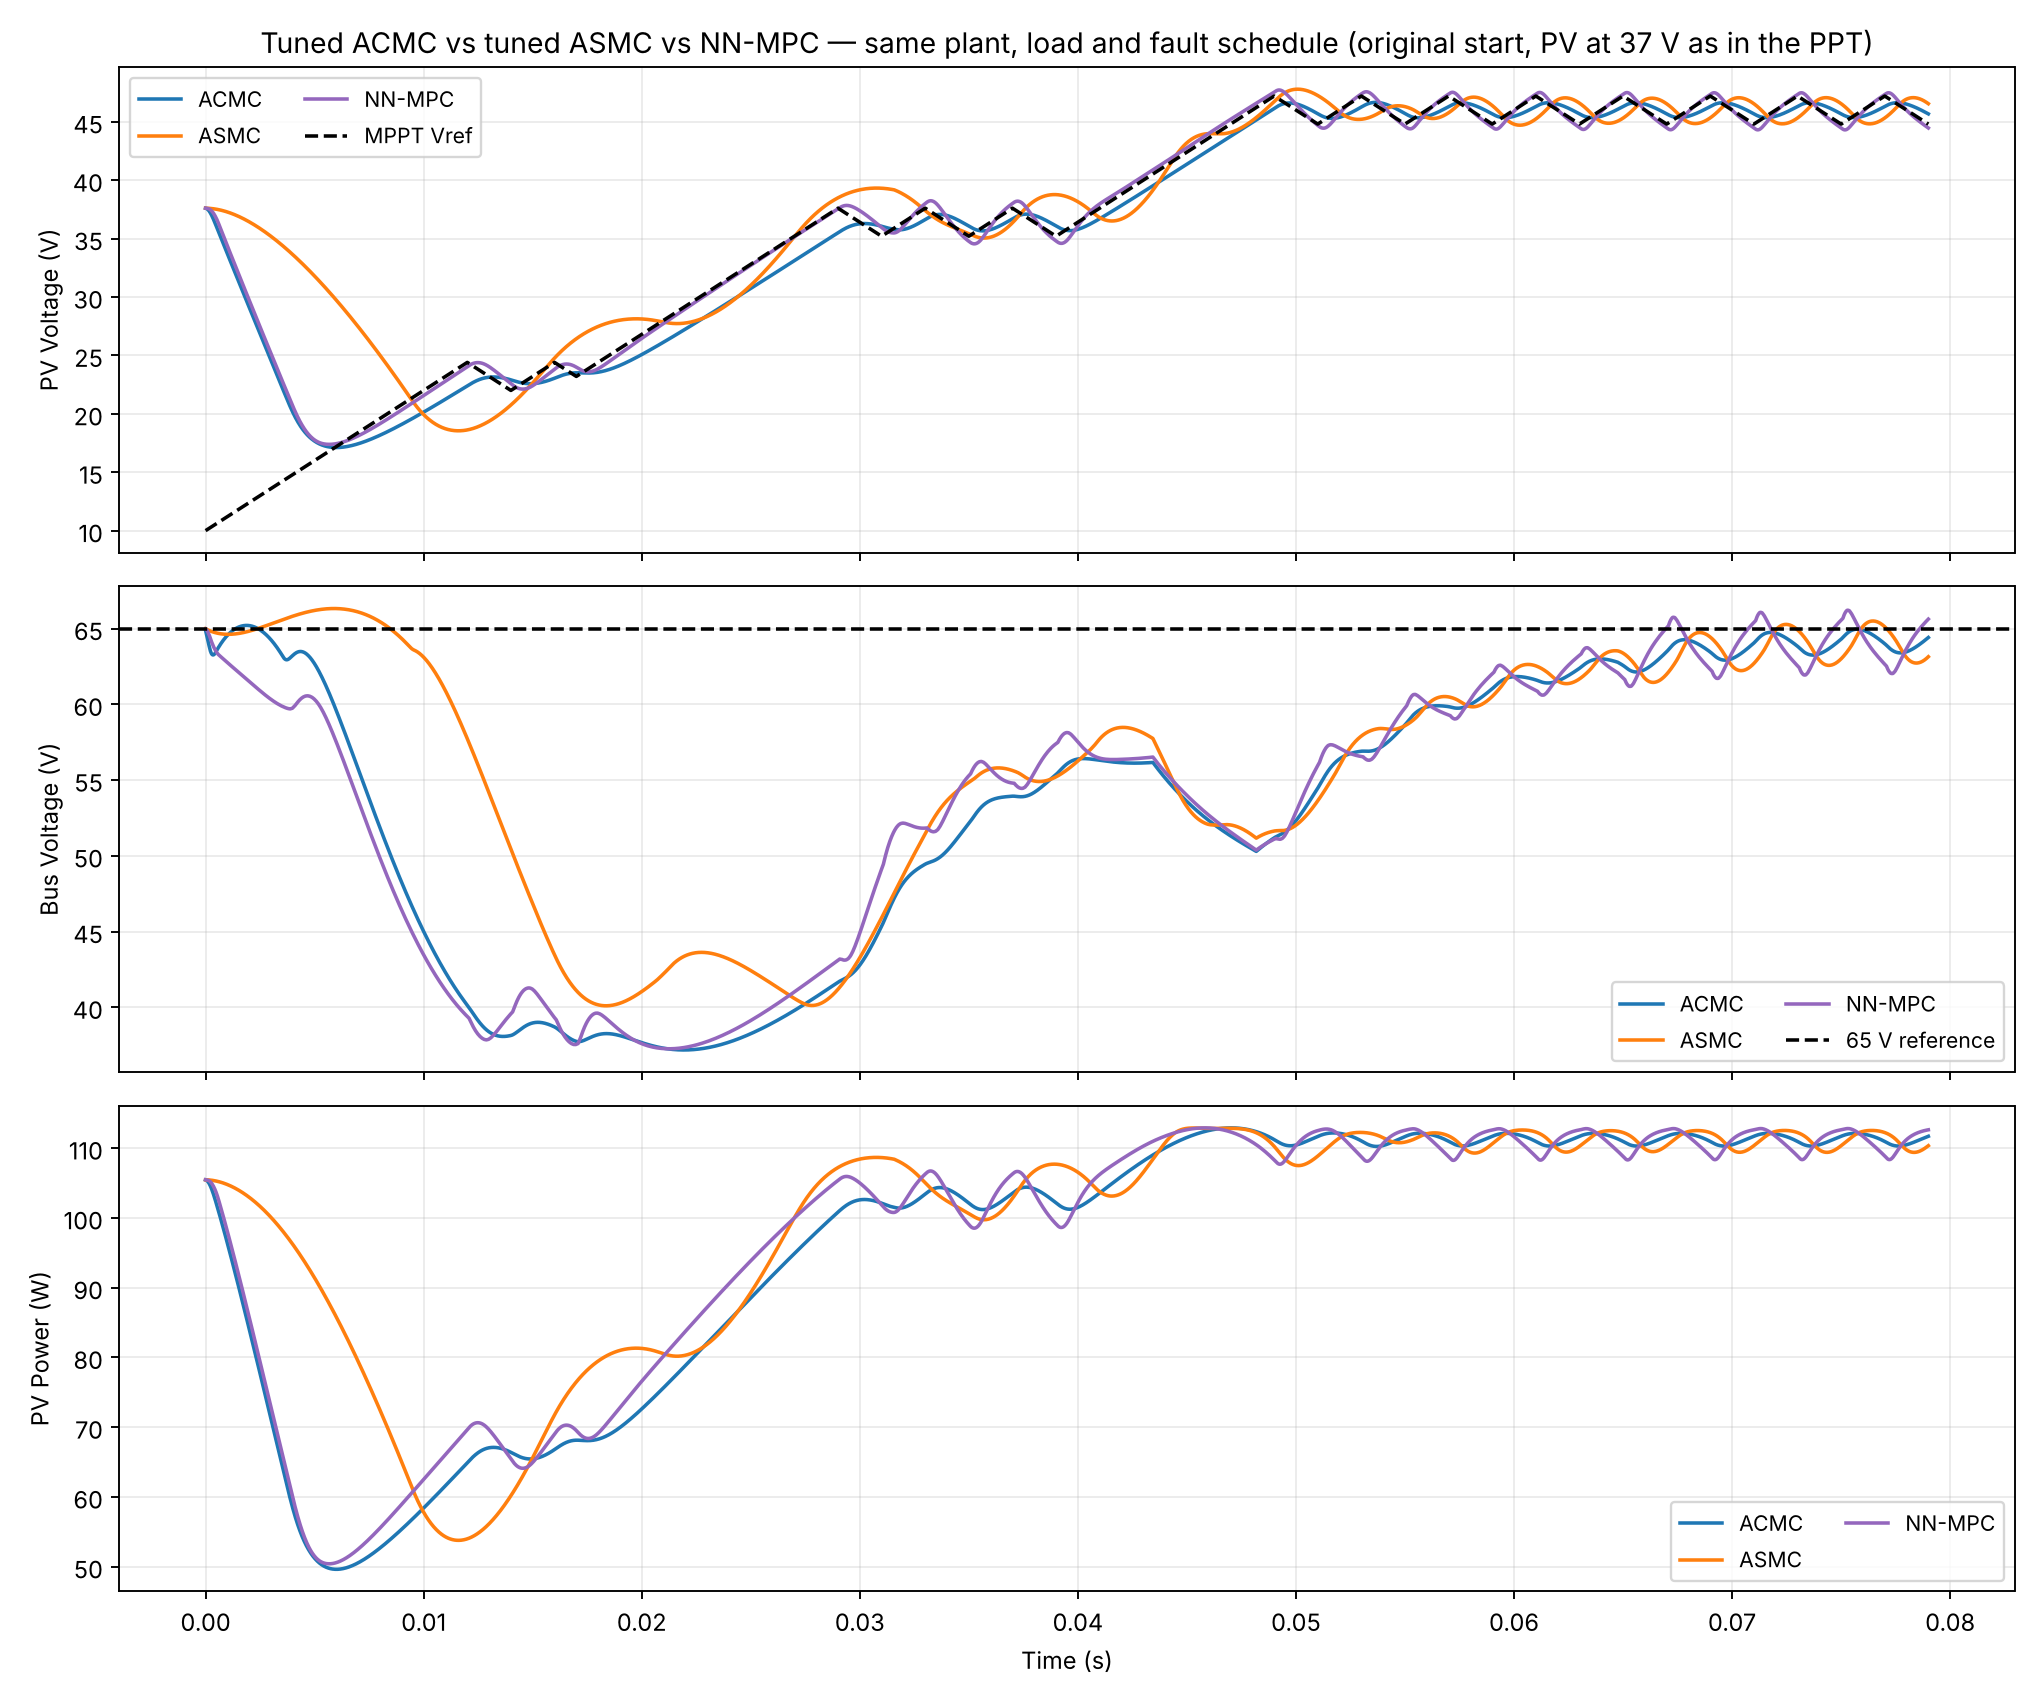 Tuned ACMC vs tuned ASMC vs NN-MPC — same plant, load and fault schedule (original start, PV at 37 V as in the PPT)
ACMC NN-MPC
ASMC MPPT Vref
PV Voltage (V)
45
40
35
30
25
20
15
10
Bus Voltage (V)
65
60
55
50
45
40
ACMC NN-MPC
ASMC 65 V reference
PV Power (W)
110
100
90
80
70
60
50
ACMC NN-MPC
ASMC
0.00 0.01 0.02 0.03 0.04 0.05 0.06 0.07 0.08
Time (s)